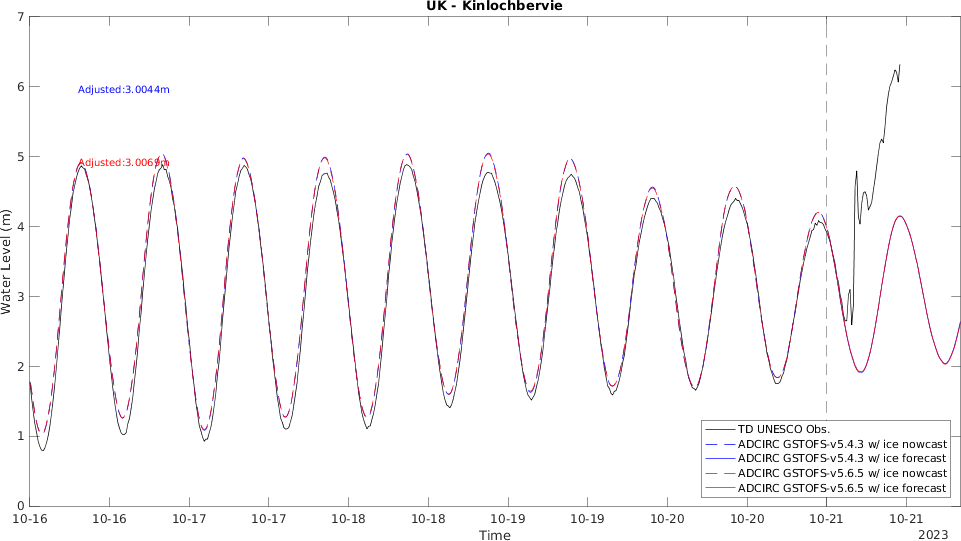 UK - Kinlochbervie
7
6
5
4
3
2
1
0
Water Level (m)
Adjusted:3.0044m
Adjusted:3.0069m
TD UNESCO Obs.
ADCIRC GSTOFS-v5.4.3 w/ ice nowcast
ADCIRC GSTOFS-v5.4.3 w/ ice forecast
ADCIRC GSTOFS-v5.6.5 w/ ice nowcast
ADCIRC GSTOFS-v5.6.5 w/ ice forecast
10-16 10-16 10-17 10-17 10-18 10-18 10-19 10-19 10-20 10-20 10-21 10-21
Time
2023